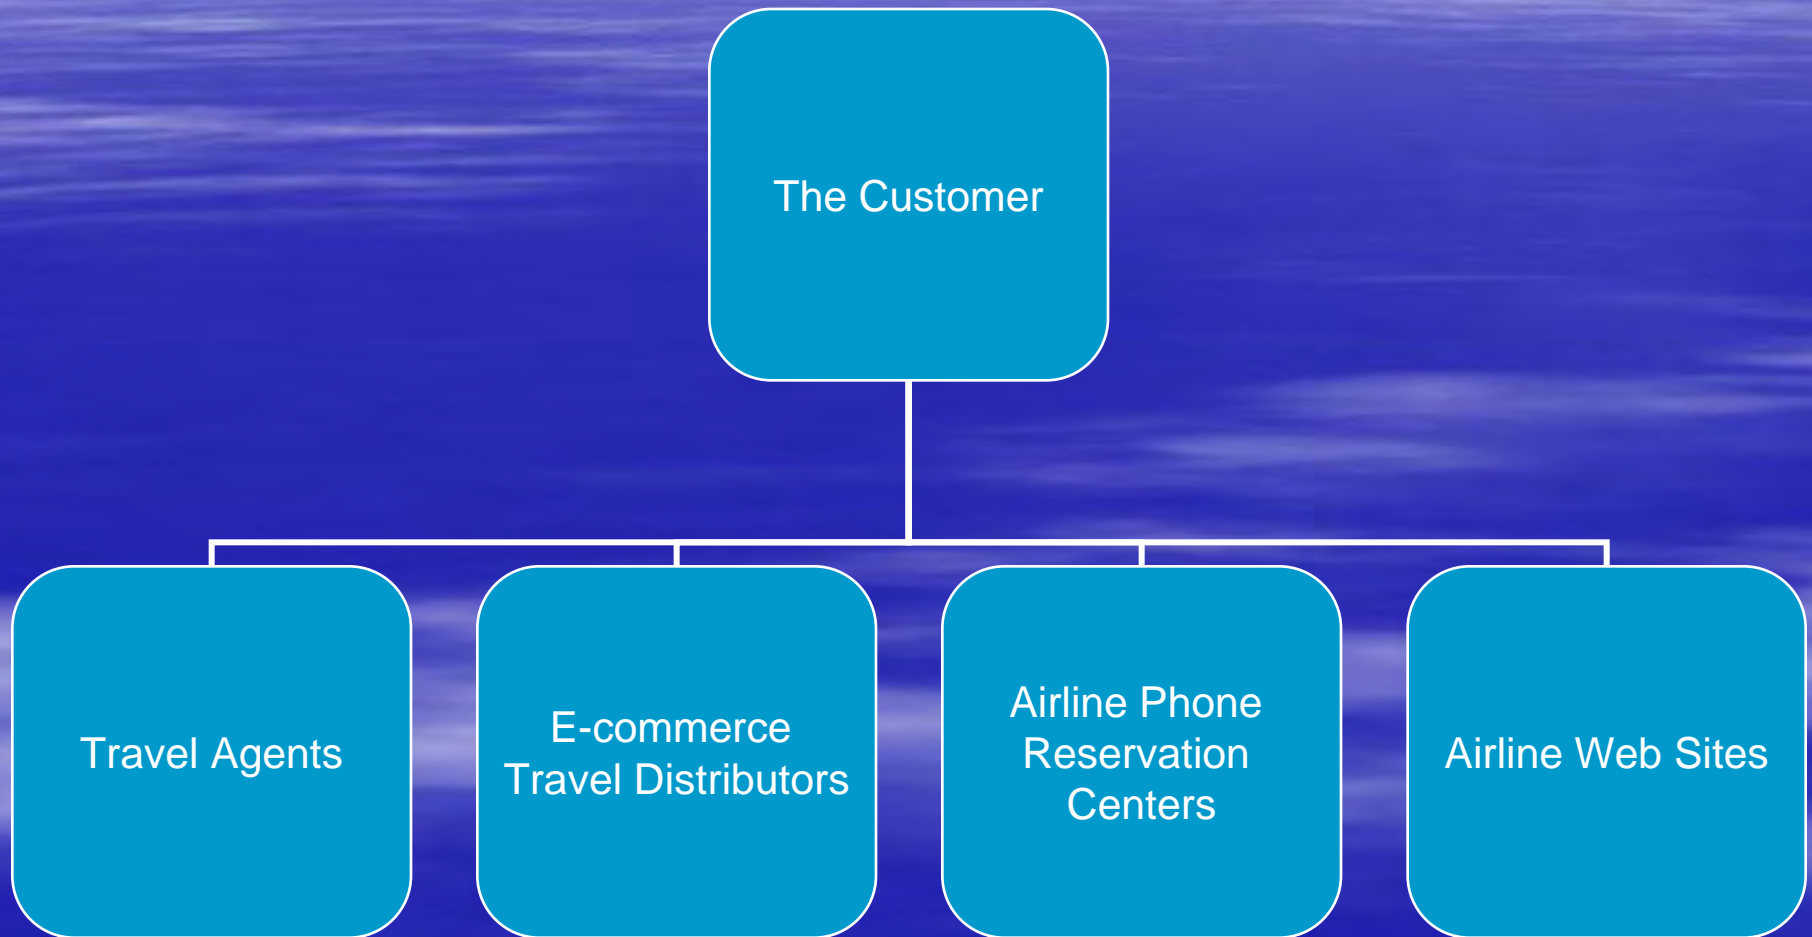 The Customer
Travel Agents
E-commerce
Travel Distributors
Airline Phone
Reservation
Centers
Airline Web Sites